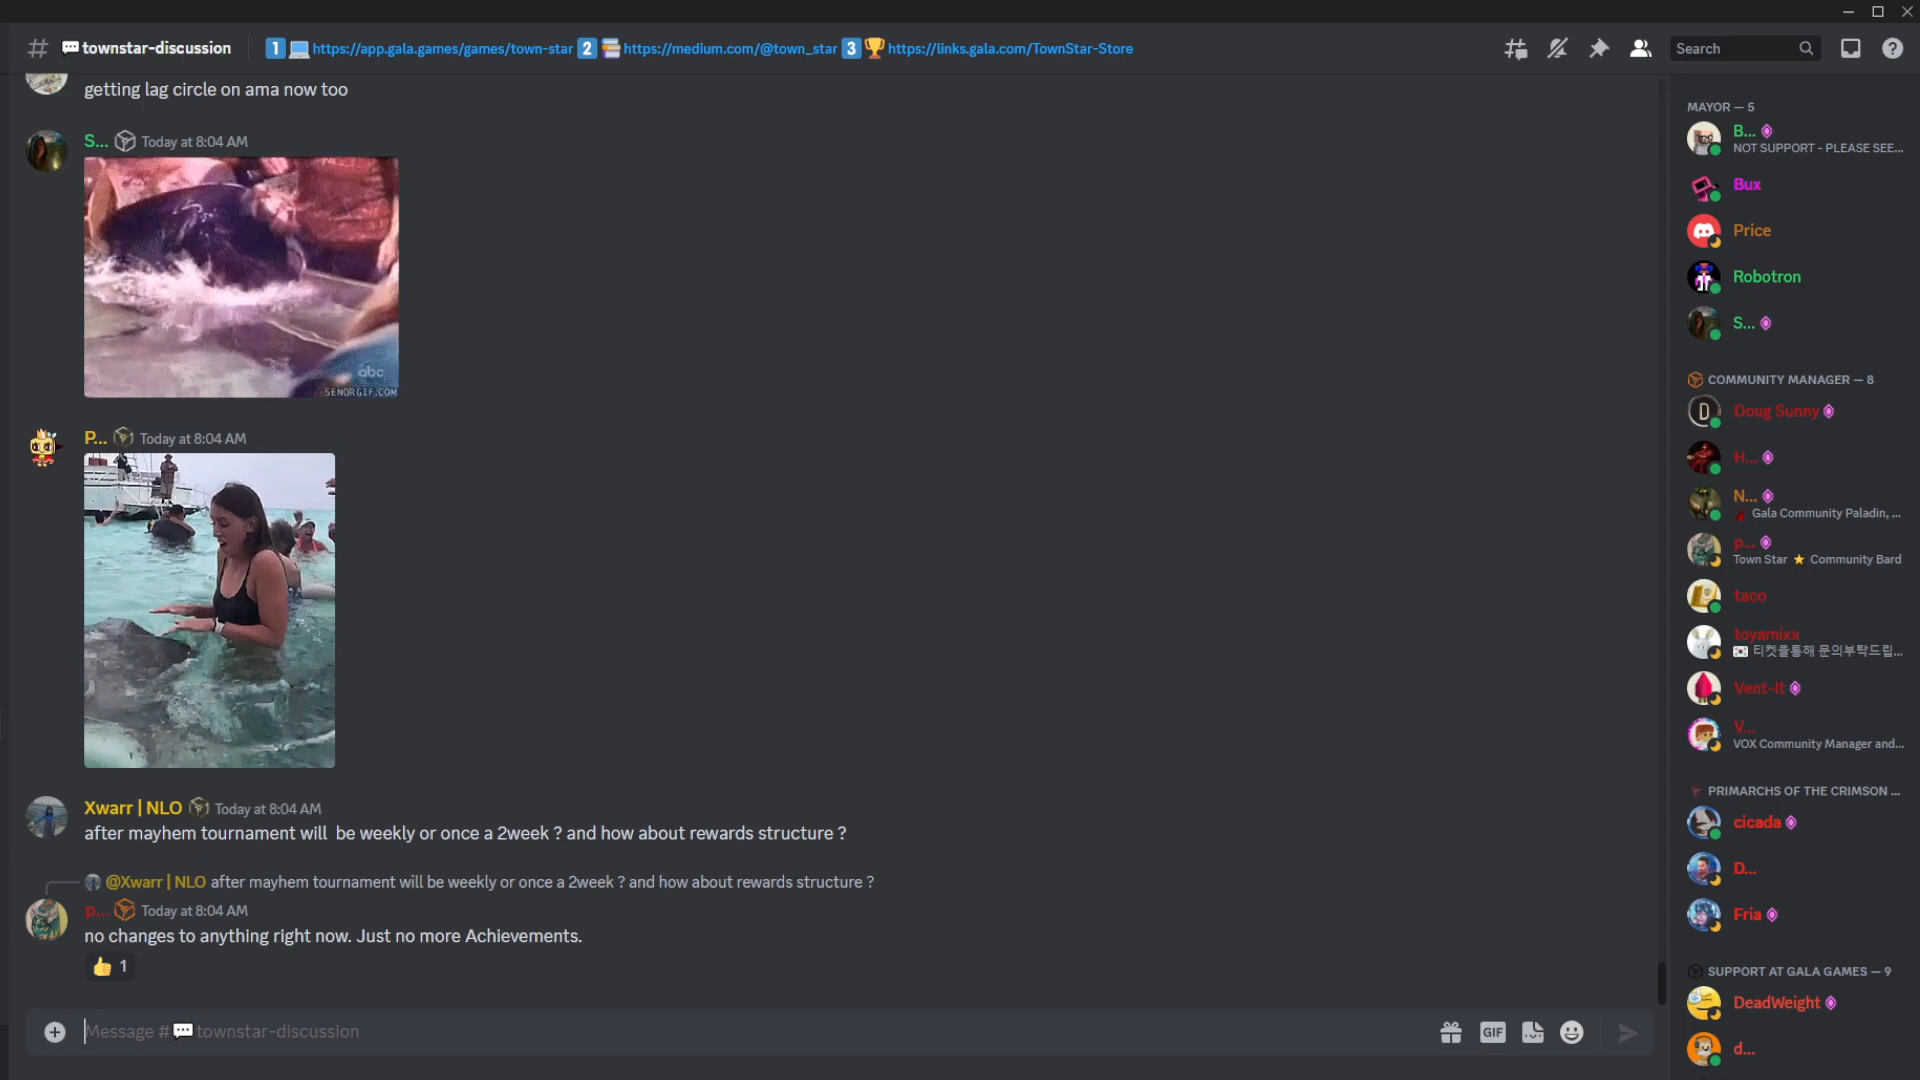 townstar-discussion
1 https://app.gala.games/games/town-star 2 https://medium.com/@town_star 3 https://links.gala.com/TownStar-Store
Search
getting lag circle on ama now too
S... Today at 8:04 AM
abc
SENORGIF.COM
P... Today at 8:04 AM
Xwarr | NLO Today at 8:04 AM
after mayhem tournament will be weekly or once a 2week ? and how about rewards structure ?
@Xwarr | NLO after mayhem tournament will be weekly or once a 2week ? and how about rewards structure ?
p... Today at 8:04 AM
no changes to anything right now. Just no more Achievements.
1
Message # townstar-discussion
GIF
MAYOR — 5
B...
NOT SUPPORT - PLEASE SEE...
Bux
Price
Robotron
S...
COMMUNITY MANAGER — 8
D
Doug Sunny
H...
N...
Gala Community Paladin, ...
p...
Town Star Community Bard
taco
toyamixʀ
티켓을통해 문의부탁드립...
Vent-It
V...
VOX Community Manager and...
PRIMARCHS OF THE CRIMSON ...
cicada
D...
Fria
SUPPORT AT GALA GAMES — 9
DeadWeight
d...